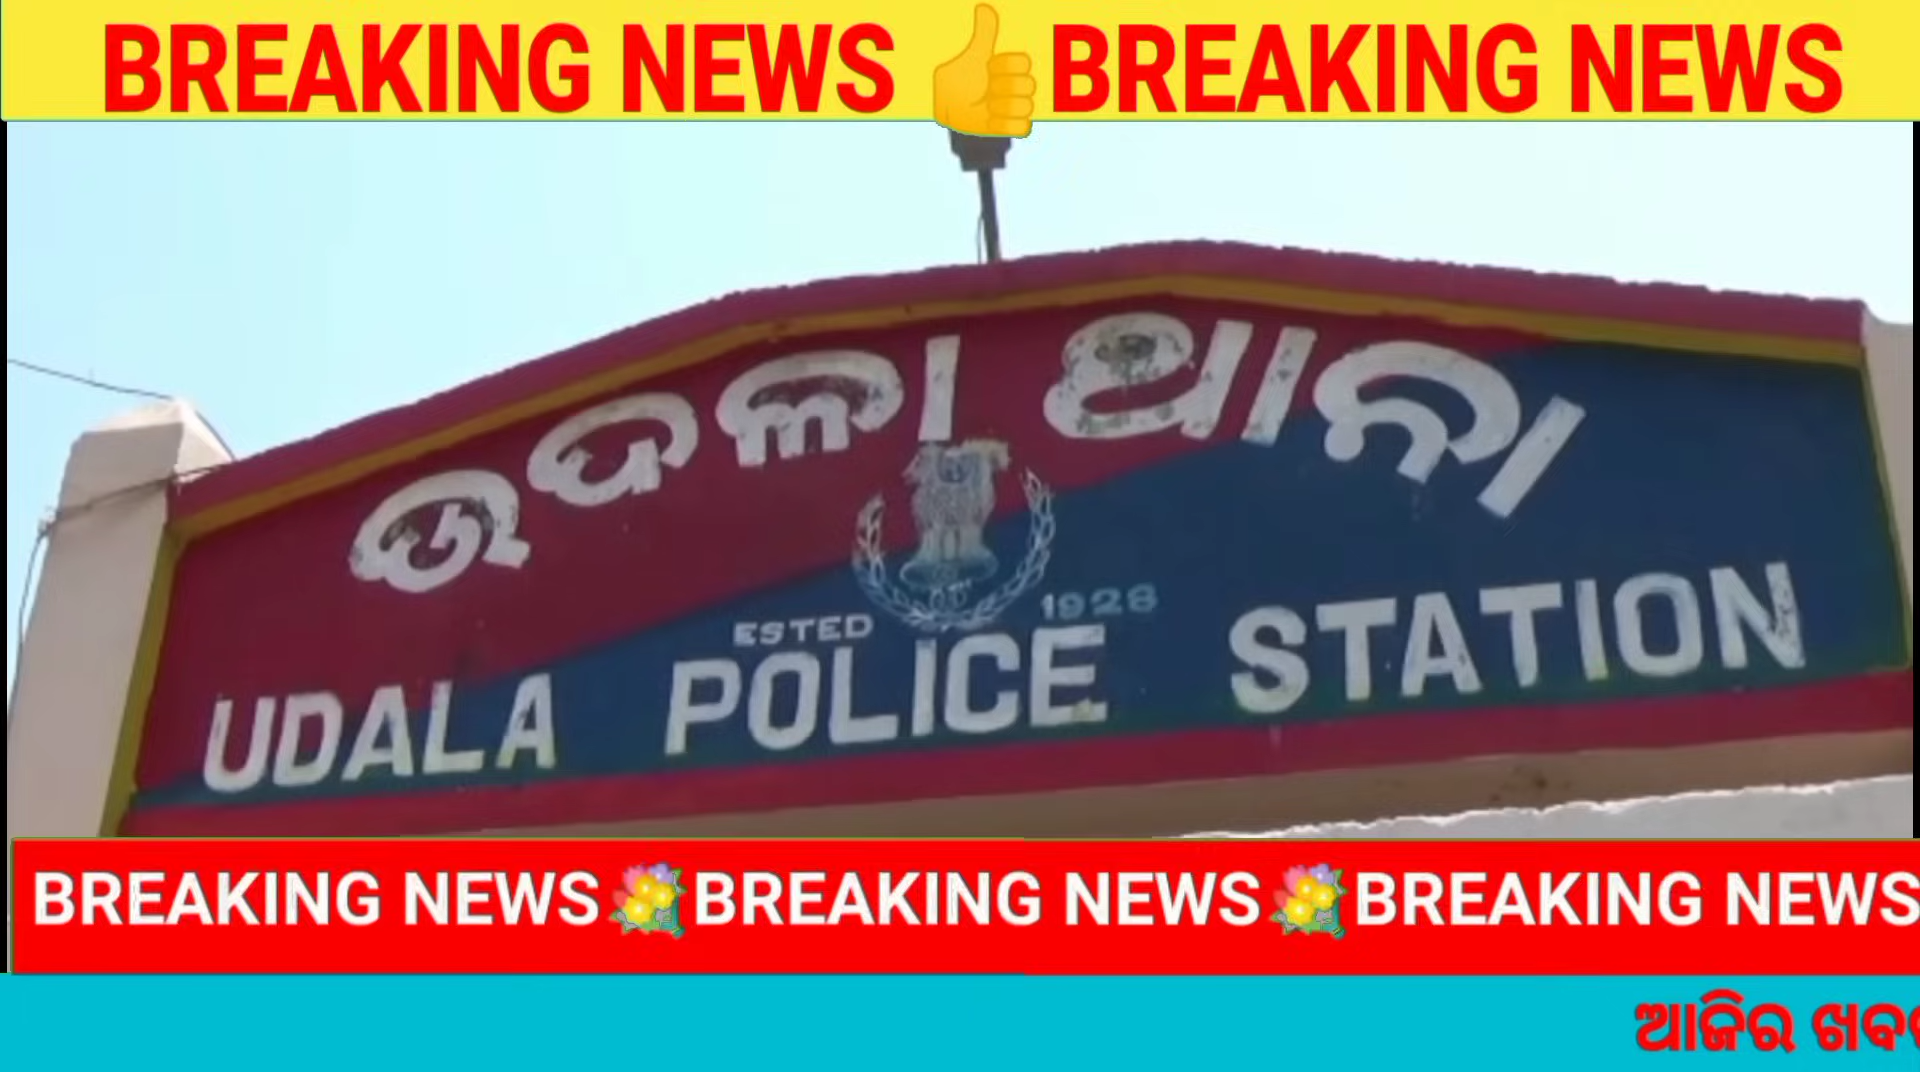 BREAKING NEWS👍BREAKING NEWS
ଉଦଳା ଥାନା
ESTED 1928
UDALA POLICE STATION
BREAKING NEWS💐BREAKING NEWS💐BREAKING NEWS
ଆଜିର